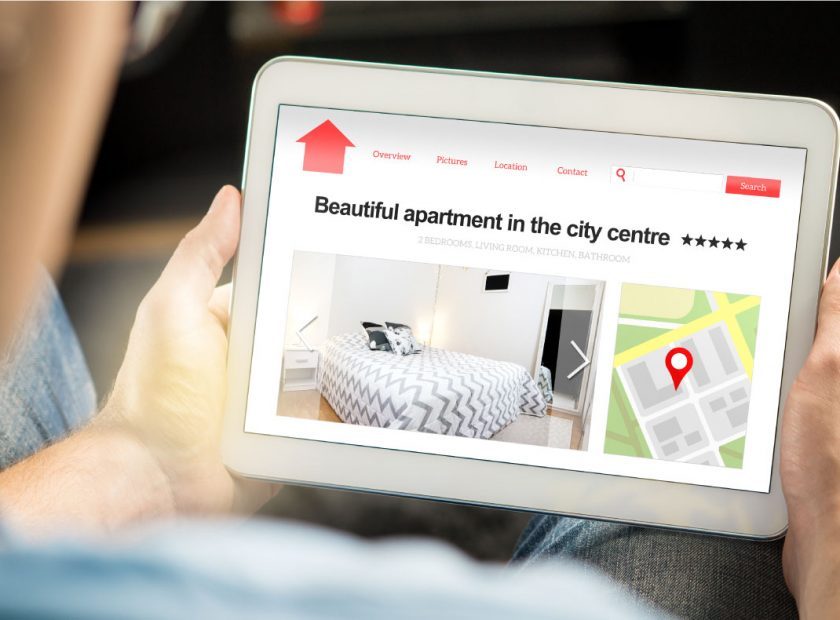 Overview Pictures Location Contact Search
Beautiful apartment in the city centre ★★★★★
2 BEDROOMS, LIVING ROOM, KITCHEN, BATHROOM